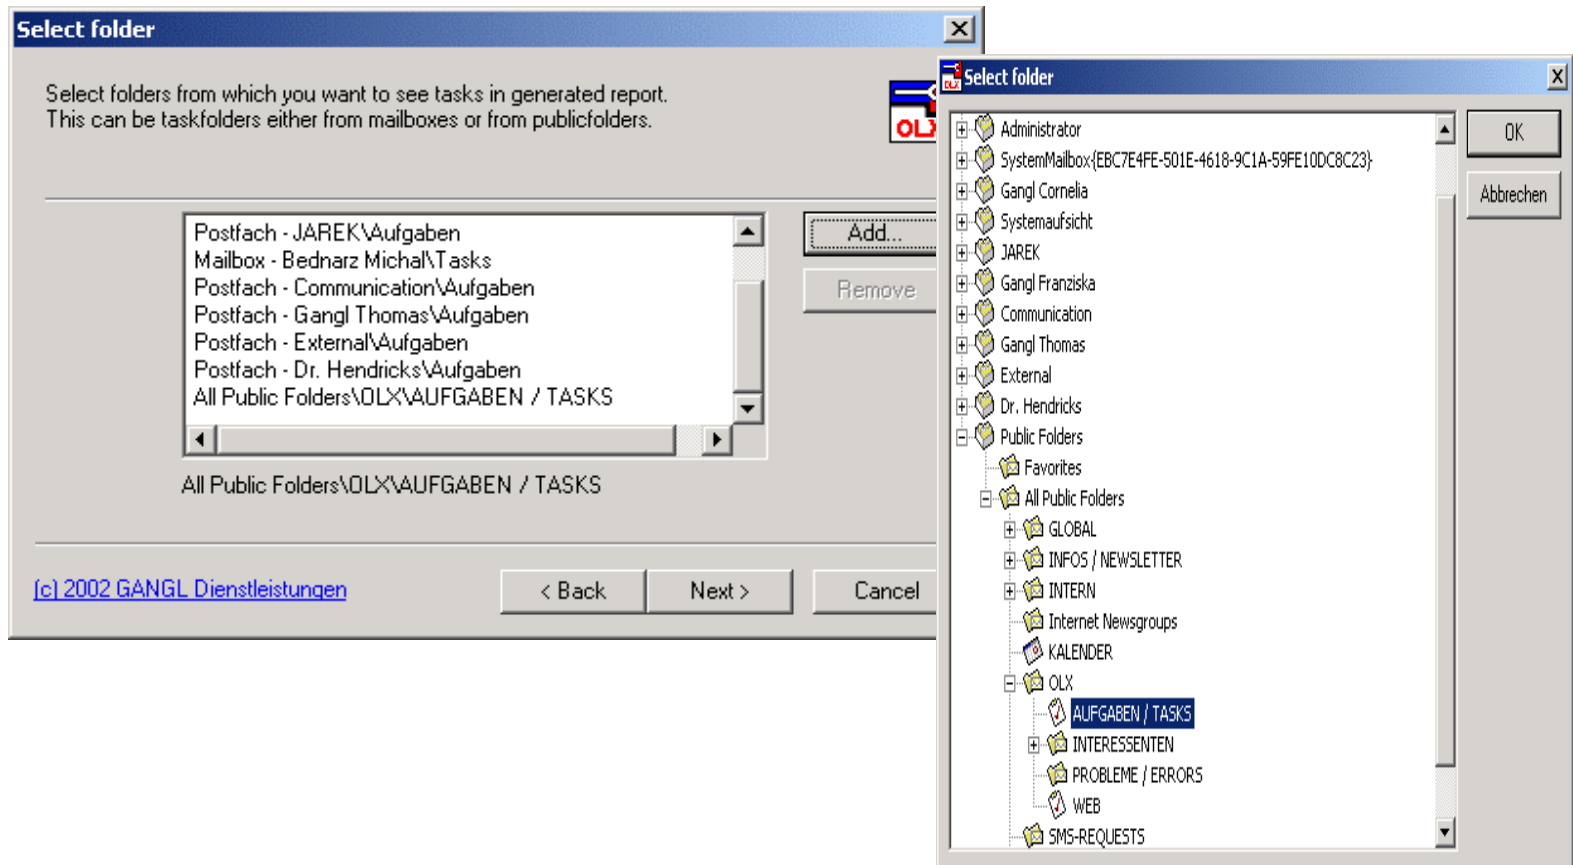 Select folder
Select folders from which you want to see tasks in generated report.
This can be taskfolders either from mailboxes or from publicfolders.
Postfach - JAREK\Aufgaben
Mailbox - Bednarz Michal\Tasks
Postfach - Communication\Aufgaben
Postfach - Gangl Thomas\Aufgaben
Postfach - External\Aufgaben
Postfach - Dr. Hendricks\Aufgaben
All Public Folders\OLX\AUFGABEN / TASKS
Add...
Remove
All Public Folders\OLX\AUFGABEN / TASKS
(c) 2002 GANGL Dienstleistungen
< Back
Next >
Cancel
OLX
Select folder
Administrator
SystemMailbox{EBC7E4FE-501E-4618-9C1A-59FE10DC8C23}
Gangl Cornelia
Systemaufsicht
JAREK
Gangl Franziska
Communication
Gangl Thomas
External
Dr. Hendricks
Public Folders
Favorites
All Public Folders
GLOBAL
INFOS / NEWSLETTER
INTERN
Internet Newsgroups
KALENDER
OLX
AUFGABEN / TASKS
INTERESSENTEN
PROBLEME / ERRORS
WEB
SMS-REQUESTS
OK
Abbrechen